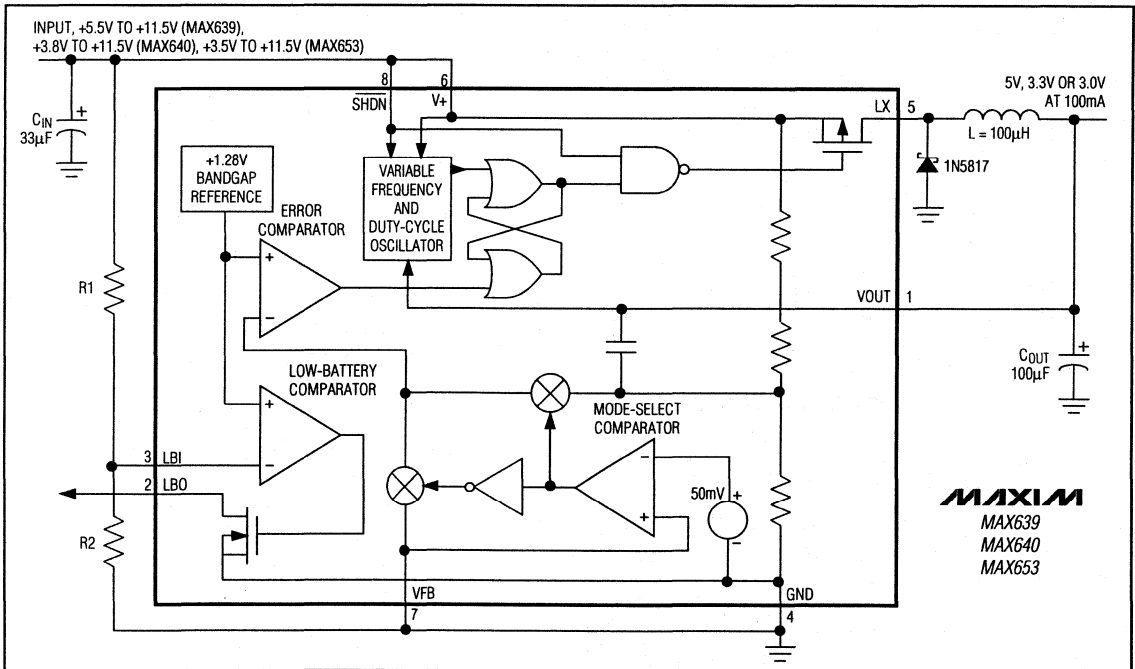 INPUT, +5.5V TO +11.5V (MAX639),
+3.8V TO +11.5V (MAX640), +3.5V TO +11.5V (MAX653)
8
6
SHDN
V+
LX
5
5V, 3.3V OR 3.0V
AT 100mA
+
CIN
33µF
L = 100µH
1N5817
+1.28V
BANDGAP
REFERENCE
VARIABLE
FREQUENCY
AND
DUTY-CYCLE
OSCILLATOR
ERROR
COMPARATOR
+
−
R1
VOUT
1
LOW-BATTERY
COMPARATOR
+
−
+
COUT
100µF
MODE-SELECT
COMPARATOR
−
+
50mV
+
−
3 LBI
2 LBO
R2
MAXIM
MAX639
MAX640
MAX653
VFB
7
GND
4